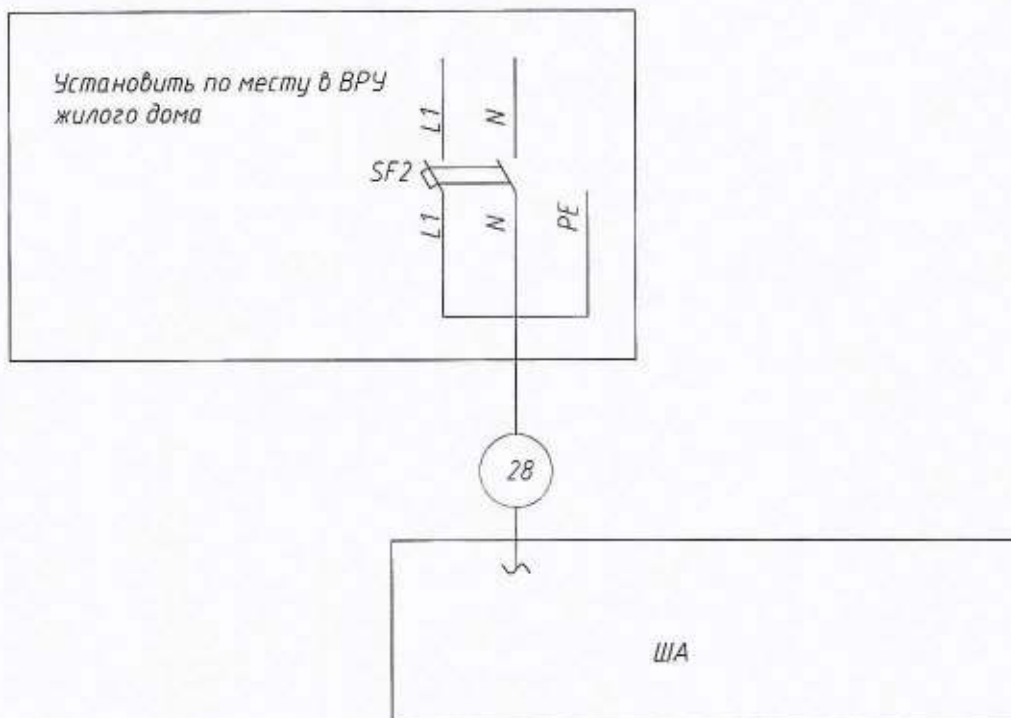 Установить по месту в ВРУ
жилого дома
L1
N
SF2
L1
N
PE
28
ША